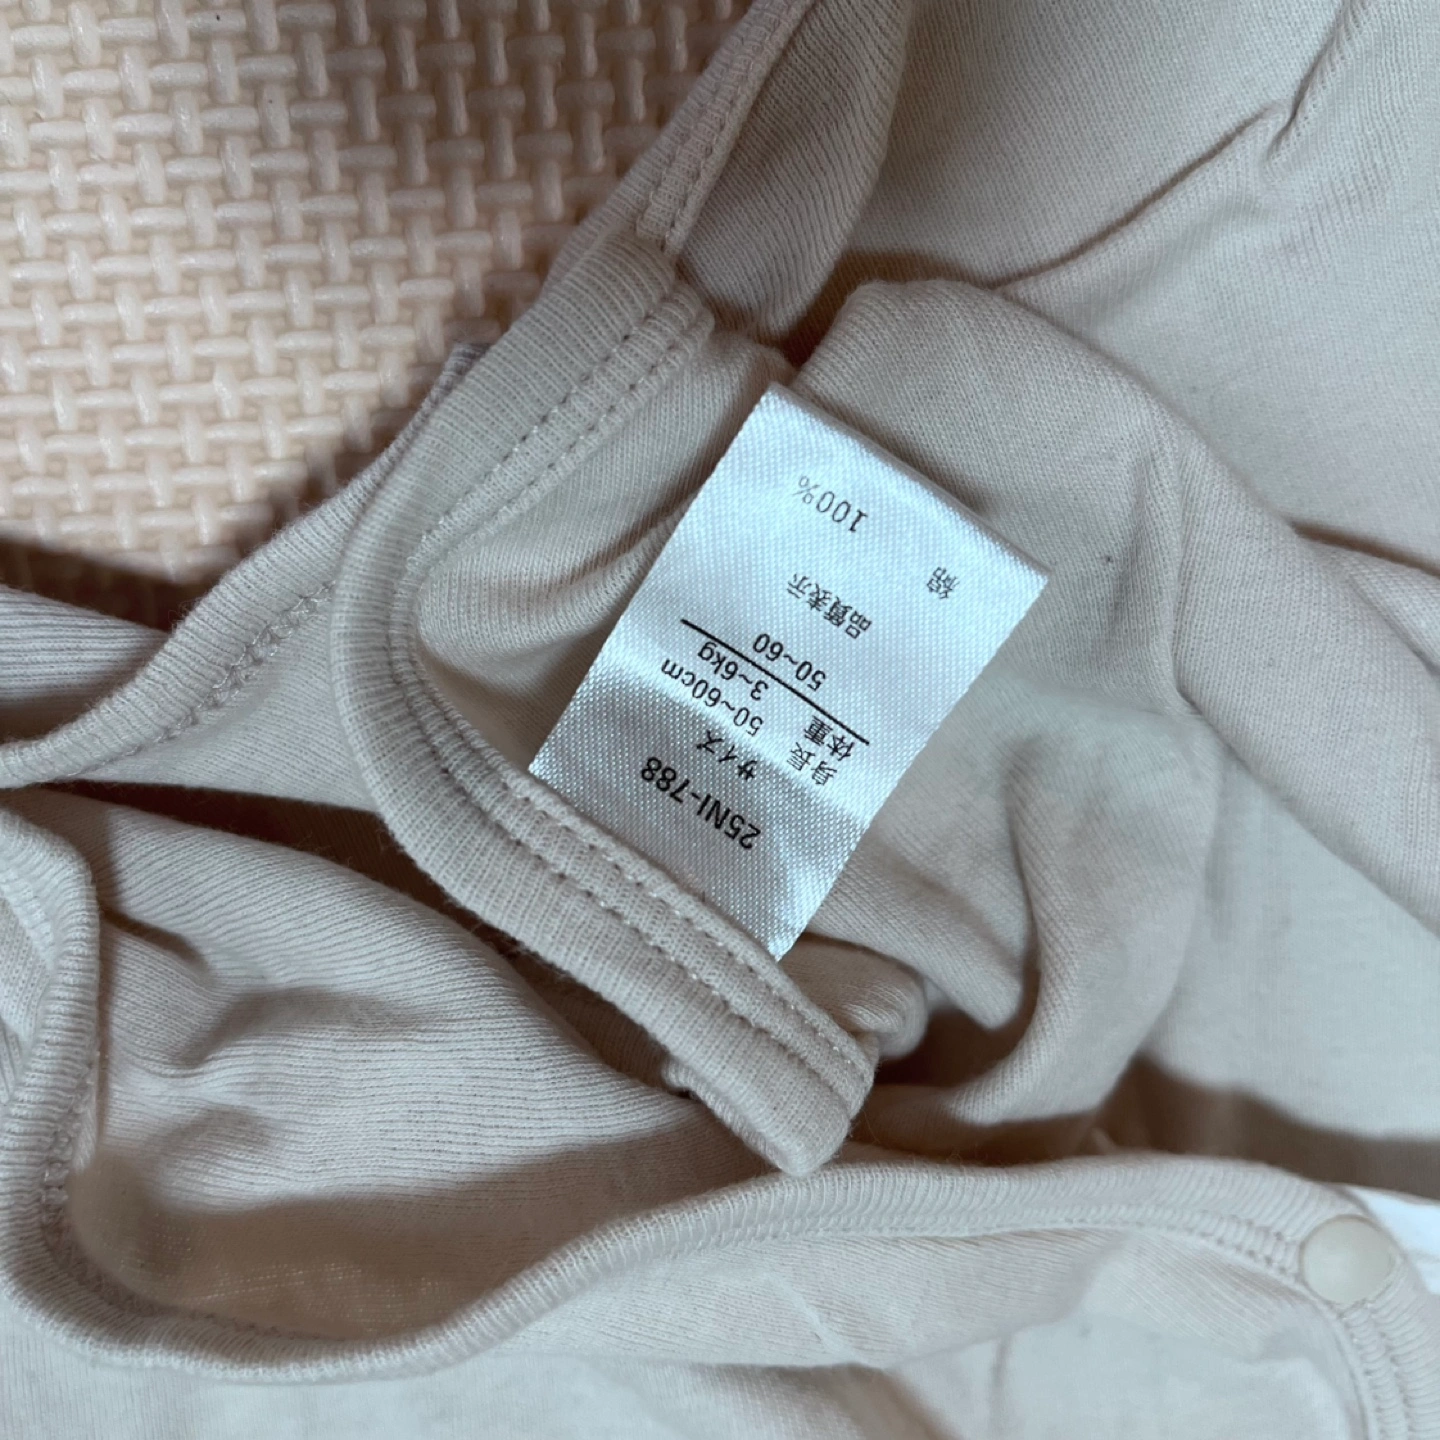 25NI-788
サイズ 50~60
身長 50~60cm
体重 3~6kg
品質表示
綿 100%